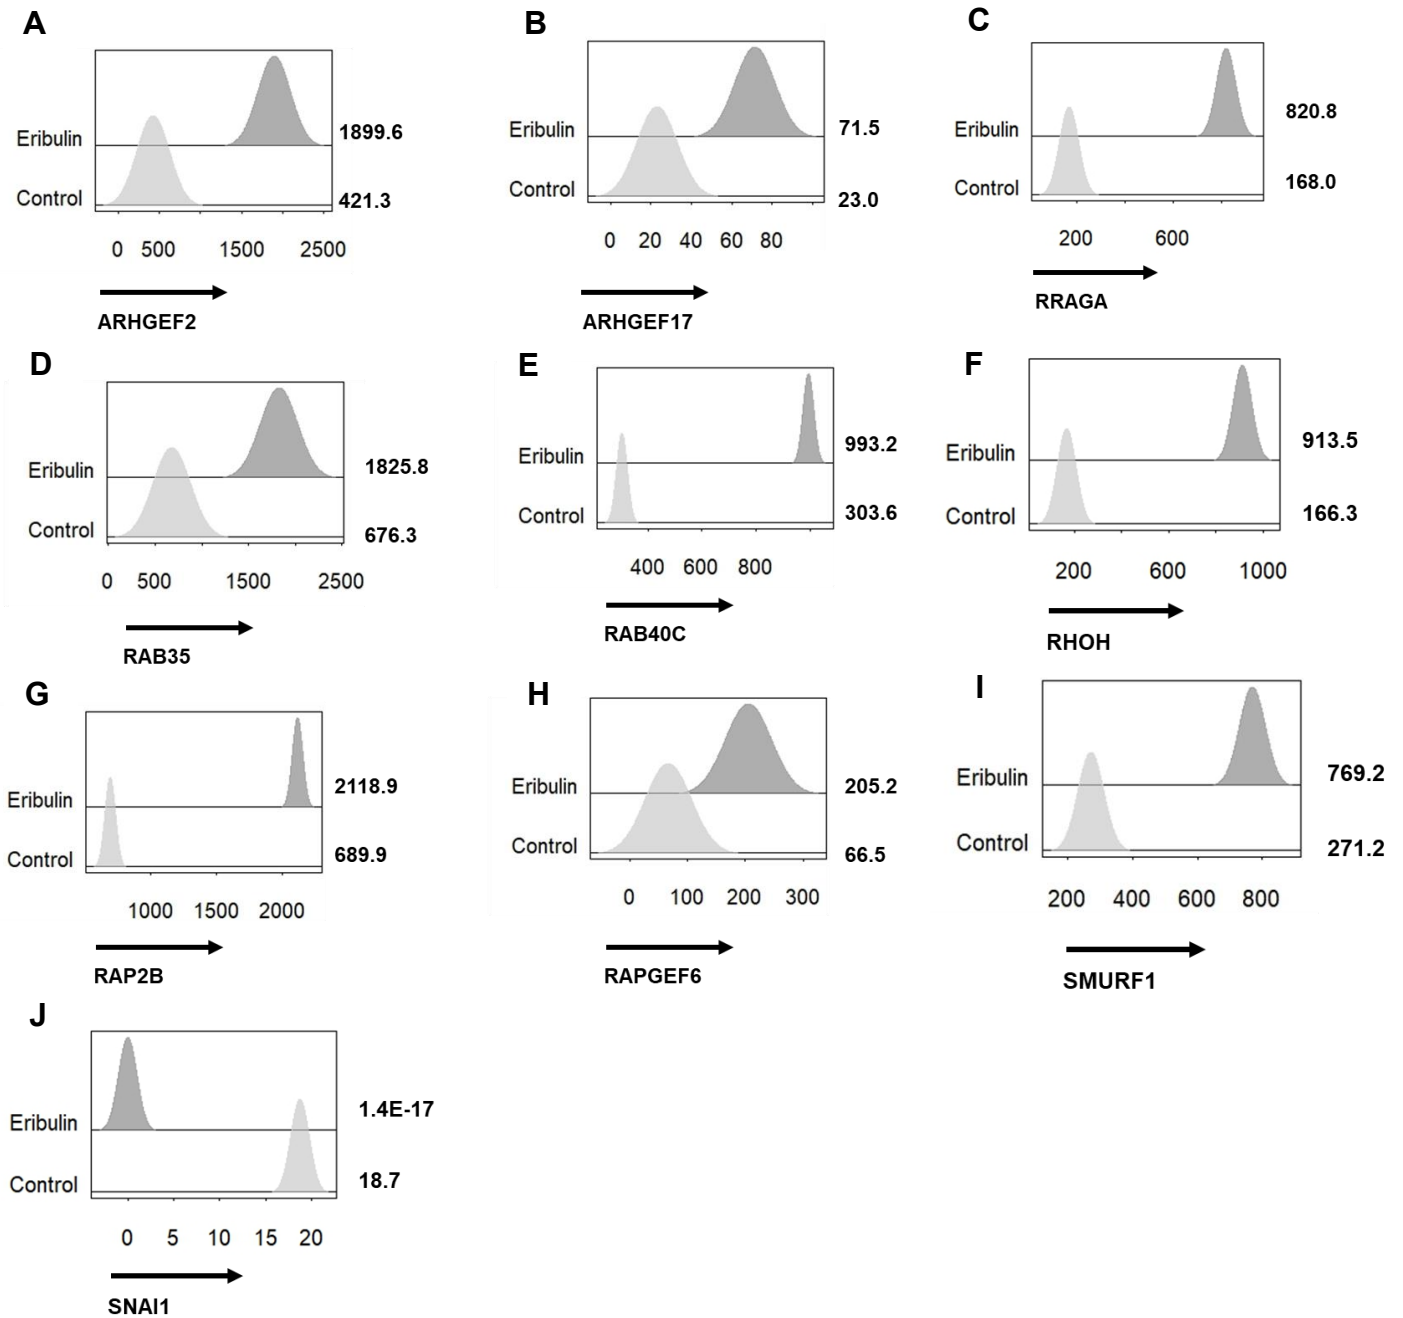 A
Eribulin
1899.6
Control
421.3
0 500 1500 2500
ARHGEF2
B
Eribulin
71.5
Control
23.0
0 20 40 60 80
ARHGEF17
C
Eribulin
820.8
Control
168.0
200 600
RRAGA
D
Eribulin
1825.8
Control
676.3
0 500 1500 2500
RAB35
E
Eribulin
993.2
Control
303.6
400 600 800
RAB40C
F
Eribulin
913.5
Control
166.3
200 600 1000
RHOH
G
Eribulin
2118.9
Control
689.9
1000 1500 2000
RAP2B
H
Eribulin
205.2
Control
66.5
0 100 200 300
RAPGEF6
I
Eribulin
769.2
Control
271.2
200 400 600 800
SMURF1
J
Eribulin
1.4E-17
Control
18.7
0 5 10 15 20
SNAI1